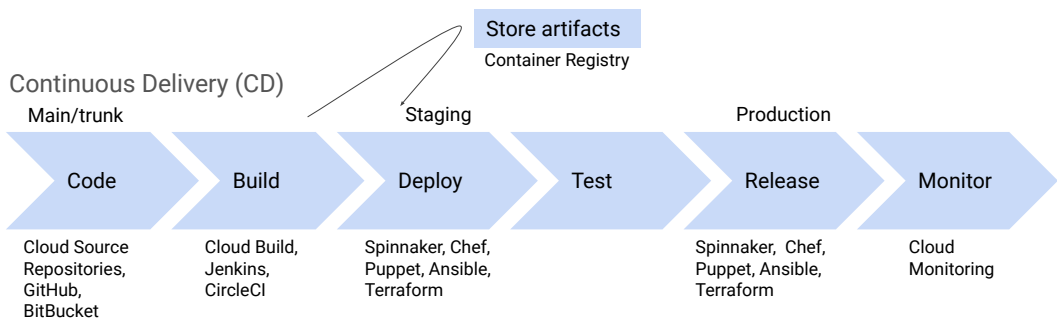 Store artifacts
Container Registry
Continuous Delivery (CD)
Main/trunk
Staging
Production
Code
Build
Deploy
Test
Release
Monitor
Cloud Source
Repositories,
GitHub,
BitBucket
Cloud Build,
Jenkins,
CircleCI
Spinnaker, Chef,
Puppet, Ansible,
Terraform
Spinnaker, Chef,
Puppet, Ansible,
Terraform
Cloud
Monitoring